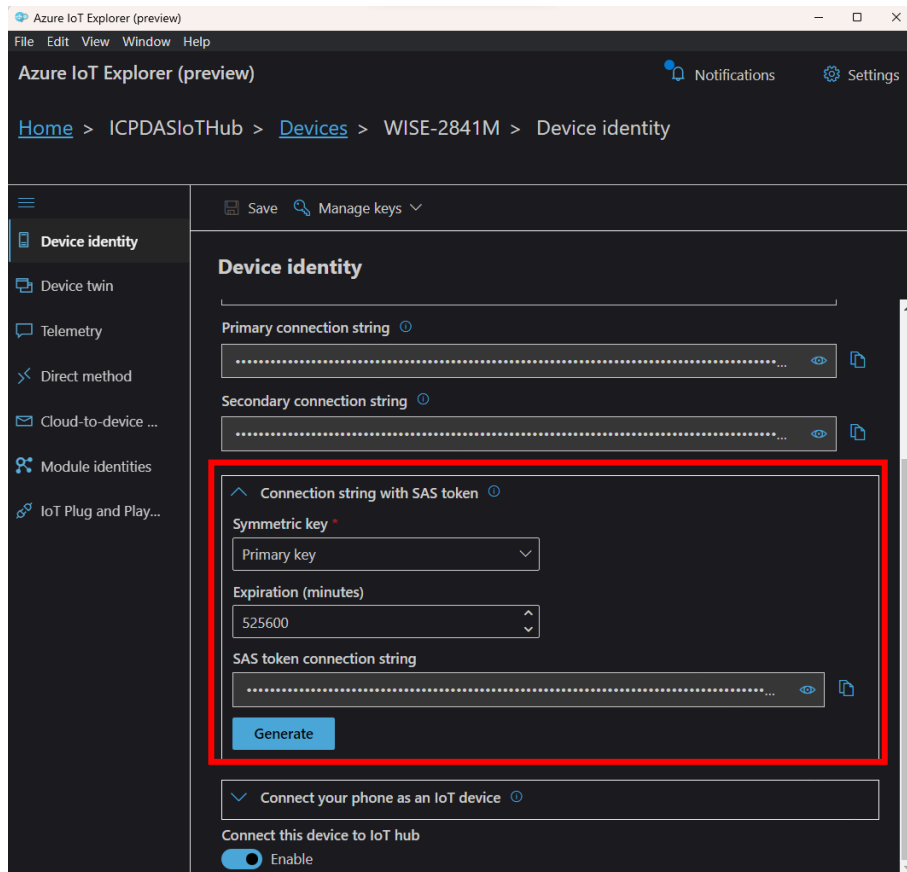 Azure IoT Explorer (preview)
File Edit View Window Help
Azure IoT Explorer (preview)
Notifications
Settings
Home > ICPDASIoTHub > Devices > WISE-2841M > Device identity
Save
Manage keys
Device identity
Device twin
Telemetry
Direct method
Cloud-to-device ...
Module identities
IoT Plug and Play...
Device identity
Primary connection string
Secondary connection string
Connection string with SAS token
Symmetric key *
Primary key
Expiration (minutes)
525600
SAS token connection string
Generate
Connect your phone as an IoT device
Connect this device to IoT hub
Enable